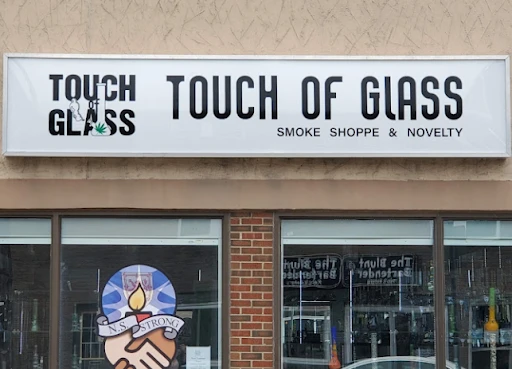 TOUCH
of
GLASS
TOUCH OF GLASS
SMOKE SHOPPE & NOVELTY
The Blunt
Bartender
The Blunt
Bartender
N.S. STRONG